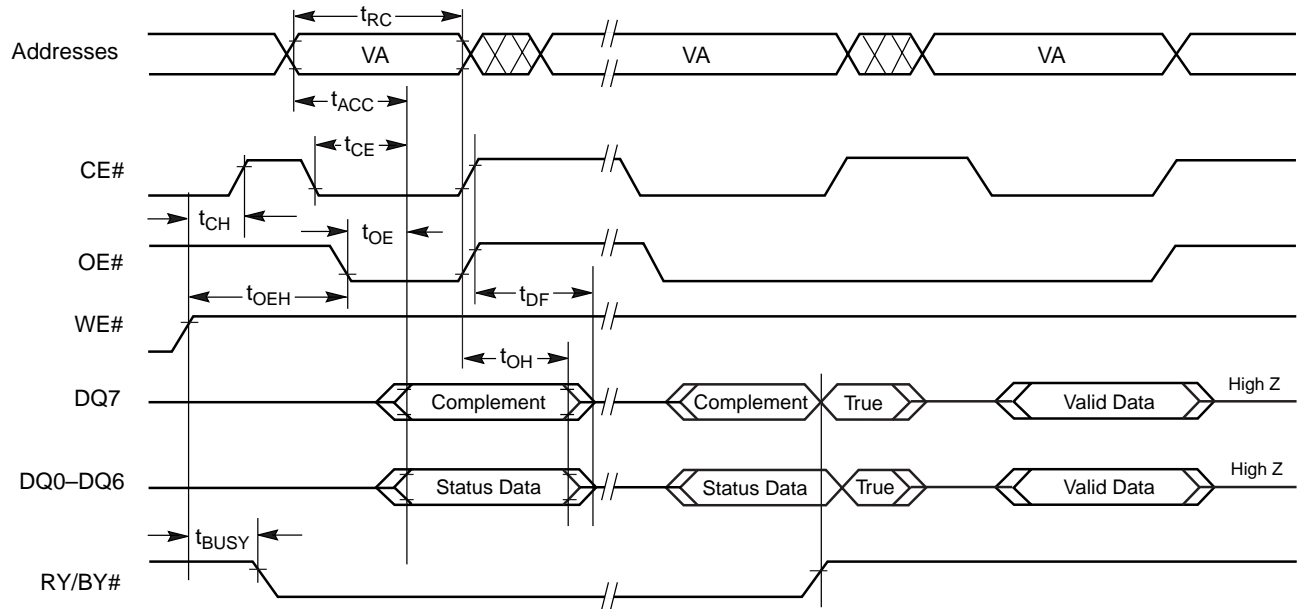 tRC
Addresses VA VA VA
tACC
tCE
CE#
tCH tOE
OE#
tOEH tDF
WE#
tOH
DQ7 Complement Complement True Valid Data High Z
DQ0–DQ6 Status Data Status Data True Valid Data High Z
tBUSY
RY/BY#